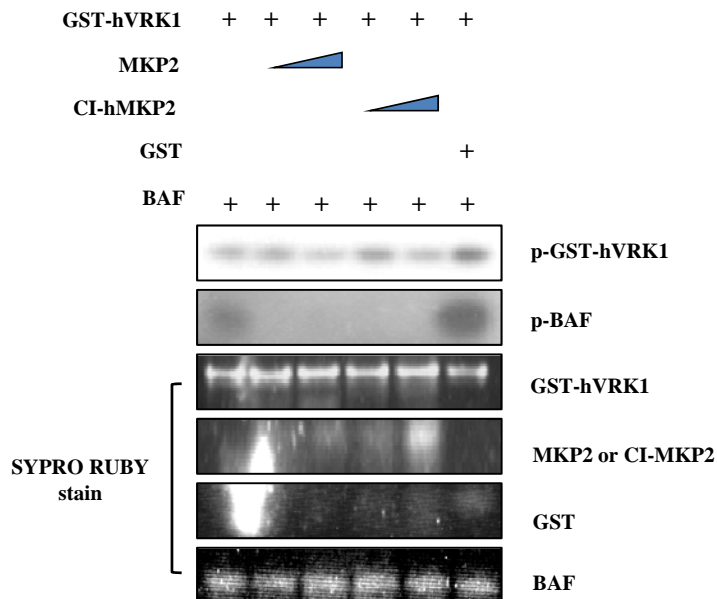 GST-hVRK1 + + + + + +
MKP2
CI-hMKP2
GST +
BAF + + + + + +
p-GST-hVRK1
p-BAF
GST-hVRK1
MKP2 or CI-MKP2
SYPRO RUBY
stain
GST
BAF